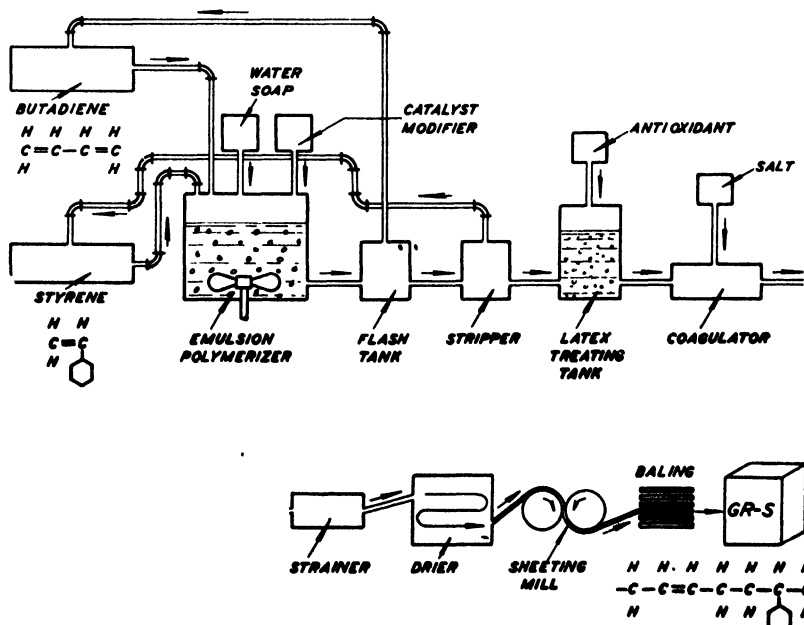 BUTADIENE
H H H H
C=C-C=C
H H
WATER
SOAP
CATALYST
MODIFIER
ANTIOXIDANT
SALT
STYRENE
H H
C=C
H
EMULSION
POLYMERIZER
FLASH
TANK
STRIPPER
LATEX
TREATING
TANK
COAGULATOR
STRAINER
DRIER
SHEETING
MILL
BALING
GR-S
H H. H H H H
-C-C=C-C-C-C-
H H H